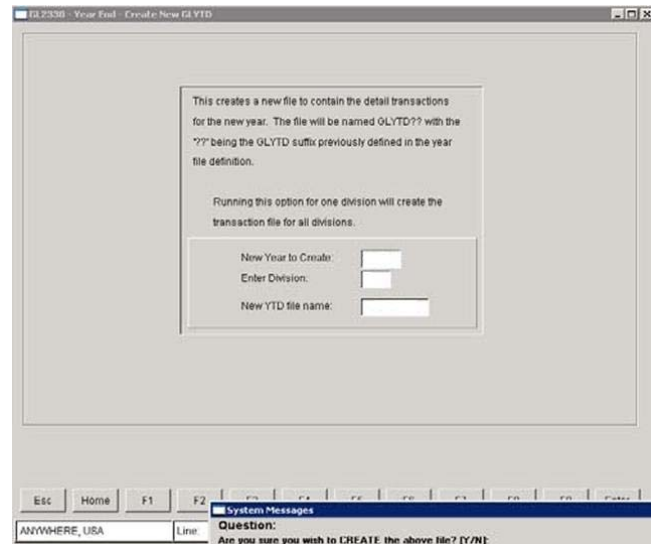 GL2330 - Year End - Create New GLYTD
This creates a new file to contain the detail transactions
for the new year. The file will be named GLYTD?? with the
"??" being the GLYTD suffix previously defined in the year
file definition.
Running this option for one division will create the
transaction file for all divisions.
New Year to Create:
Enter Division:
New YTD file name:
Esc Home F1 F2
System Messages
ANYWHERE, USA Line:
Question:
Are you sure you wish to CREATE the above file? [Y/N]: